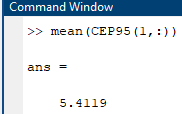 Command Window
>> mean(CEP95(1,:))
ans =
5.4119